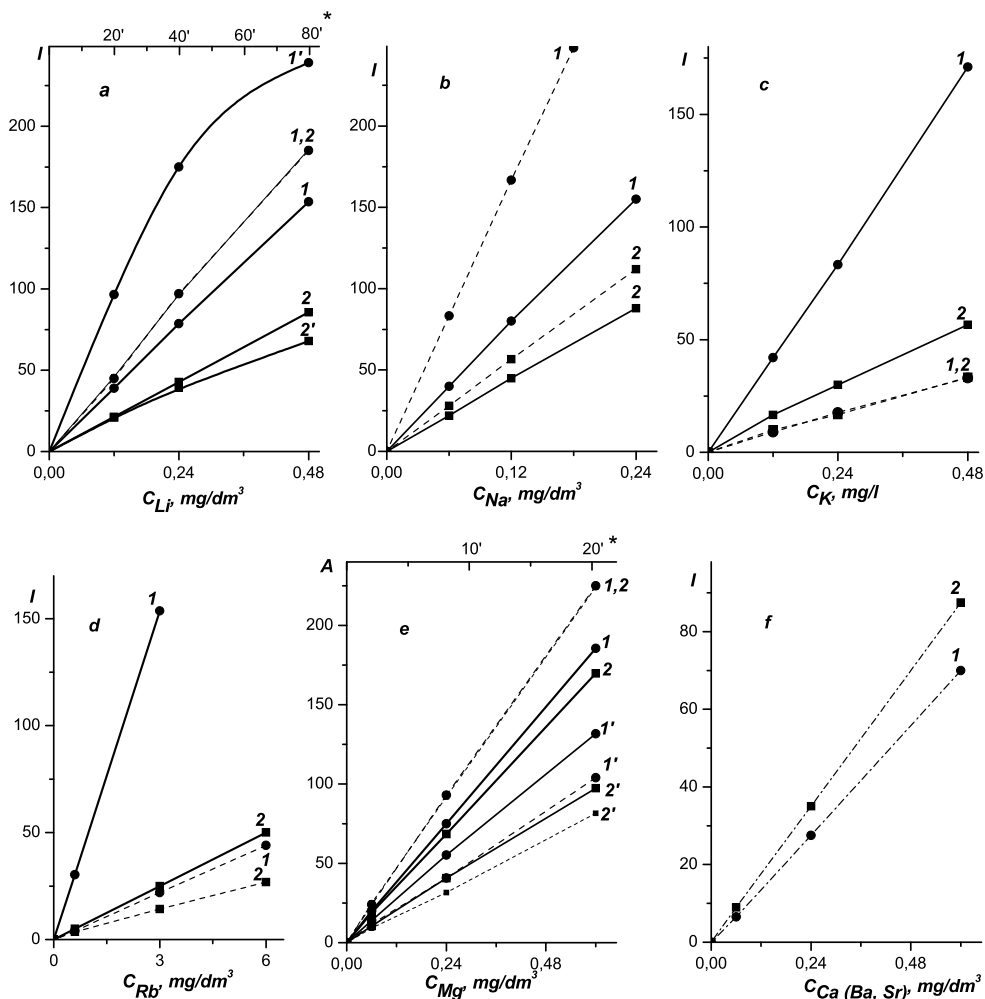 20' 40' 60' 80' *
I a 1'
1,2
1
2
2'
250
200
150
100
50
0
0,00 0,24 0,48
C_Li, mg/dm³
I b 1
1
2
2
200
150
100
50
0
0,00 0,12 0,24
C_Na, mg/dm³
I c 1
2
1,2
150
100
50
0
0,00 0,24 0,48
C_K, mg/l
I d 1
2
1
2
150
100
50
0
0 3 6
C_Rb, mg/dm³
10' 20' *
A e 1,2
1
2
1'
1'
2'
2'
200
150
100
50
0
0,00 0,24 0,48
C_Mg, mg/dm³
I f 2
1
80
60
40
20
0
0,00 0,24 0,48
C_Ca (Ba, Sr), mg/dm³